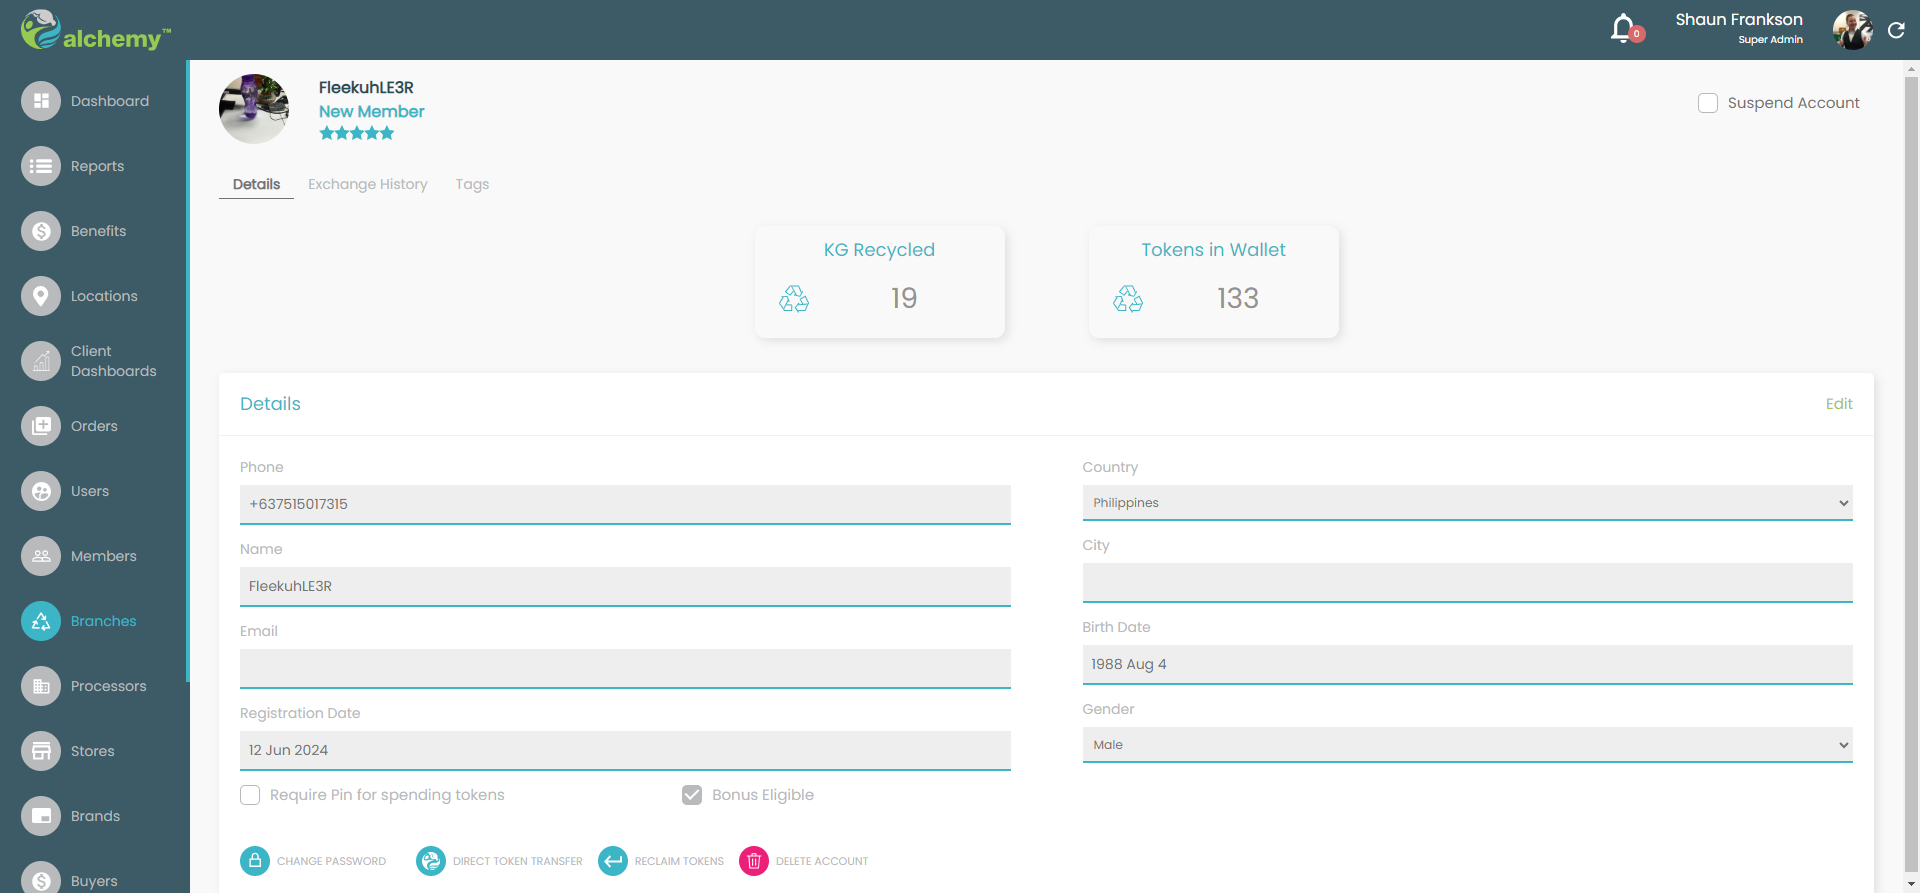 alchemy™
Shaun Frankson
Super Admin
0
Dashboard
Reports
Benefits
Locations
Client
Dashboards
Orders
Users
Members
Branches
Processors
Stores
Brands
Buyers
FleekuhLE3R
New Member
Suspend Account
Details
Exchange History
Tags
KG Recycled
19
Tokens in Wallet
133
Details
Edit
Phone
+637515017315
Name
FleekuhLE3R
Email
Registration Date
12 Jun 2024
Country
Philippines
City
Birth Date
1988 Aug 4
Gender
Male
Require Pin for spending tokens
Bonus Eligible
CHANGE PASSWORD
DIRECT TOKEN TRANSFER
RECLAIM TOKENS
DELETE ACCOUNT